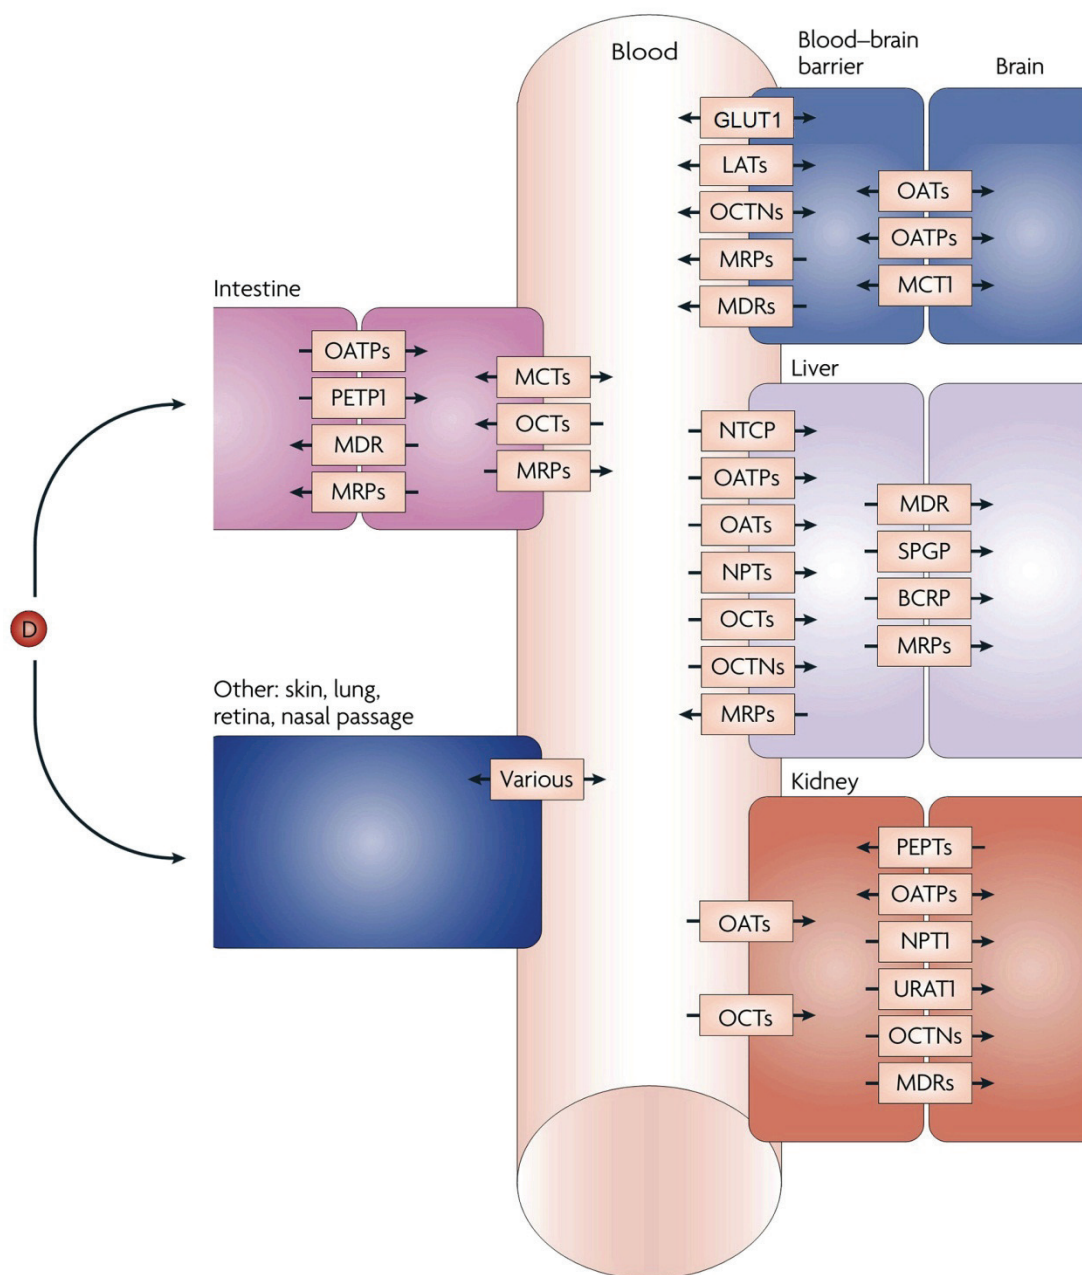 Blood
Blood–brain
barrier
Brain
GLUT1
LATs
OCTNs
MRPs
MDRs
OATs
OATPs
MCT1
Intestine
OATPs
PETP1
MDR
MRPs
MCTs
OCTs
MRPs
Liver
NTCP
OATPs
OATs
NPTs
OCTs
OCTNs
MRPs
MDR
SPGP
BCRP
MRPs
D
Other: skin, lung,
retina, nasal passage
Various
Kidney
OATs
OCTs
PEPTs
OATPs
NPT1
URAT1
OCTNs
MDRs